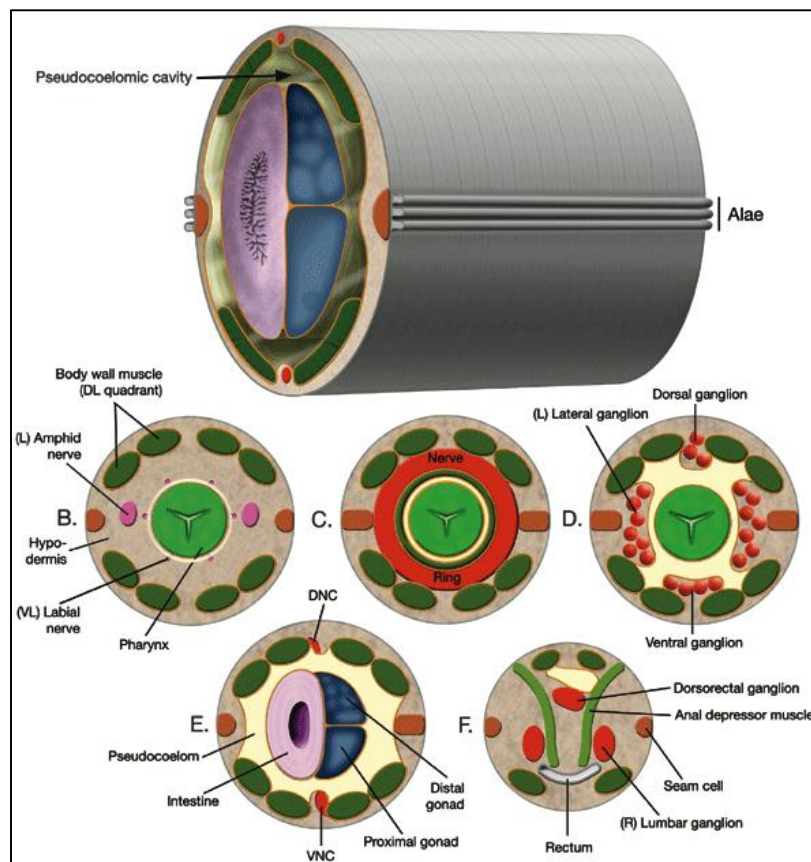 Pseudocoelomic cavity
Alae
Body wall muscle
(DL quadrant)
(L) Amphid
nerve
B.
Hypo-
dermis
(VL) Labial
nerve
Pharynx
Nerve
C.
Ring
Dorsal ganglion
(L) Lateral ganglion
D.
Ventral ganglion
DNC
E.
Pseudocoelom
Intestine
VNC
Proximal gonad
Distal
gonad
F.
Dorsorectal ganglion
Anal depressor muscle
Seam cell
(R) Lumbar ganglion
Rectum